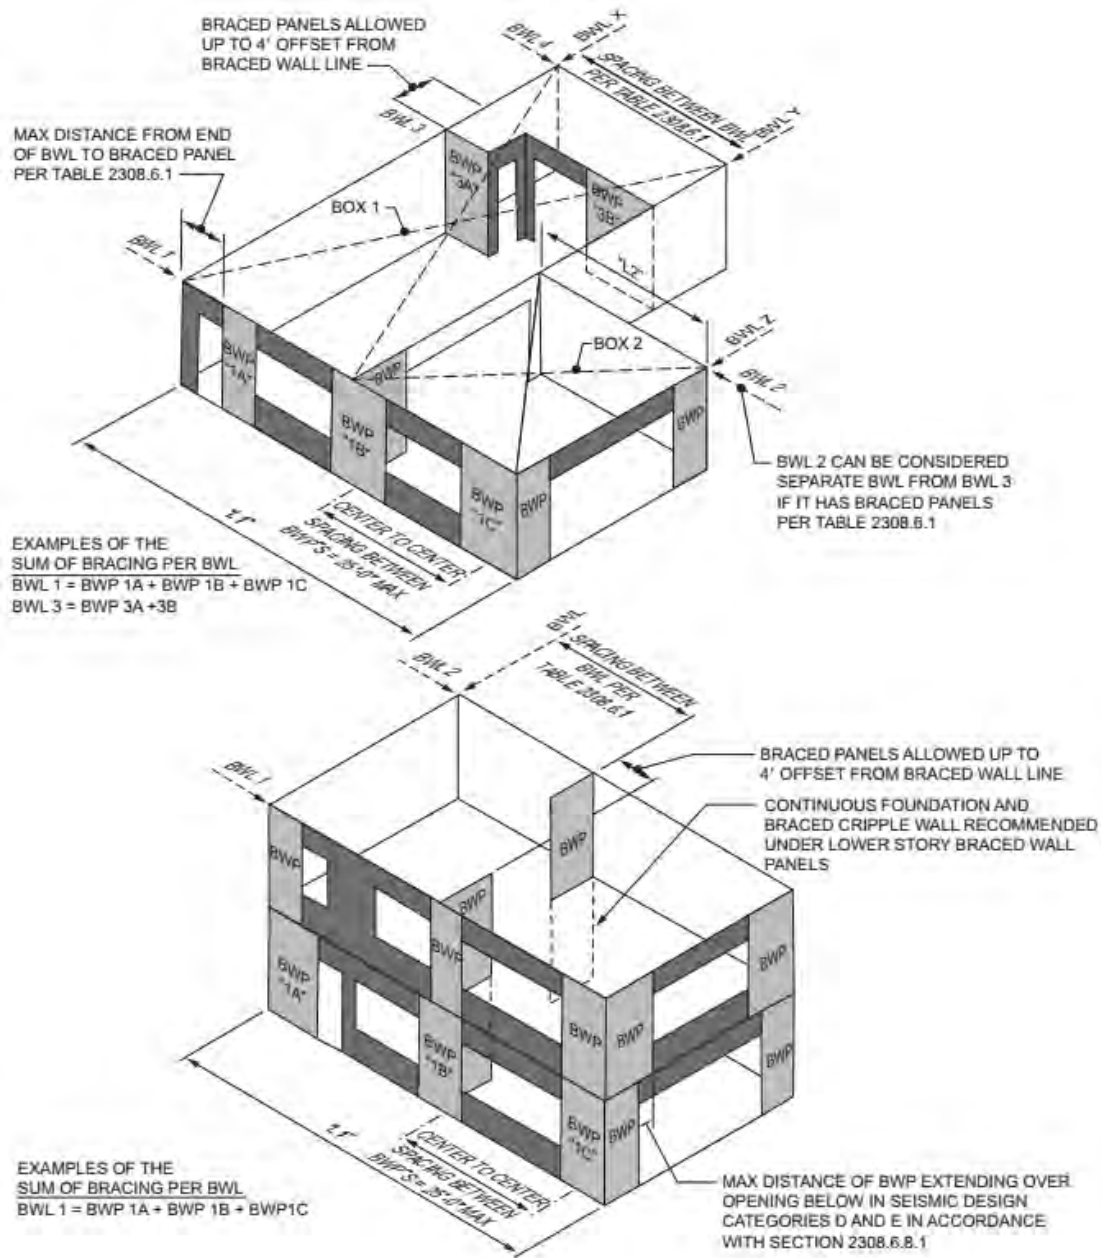 BRACED PANELS ALLOWED
UP TO 4' OFFSET FROM
BRACED WALL LINE
BWL 4
BWL X
SPACING BETWEEN BWL
PER TABLE 2308.6.1
BWL Y
BWL 3
MAX DISTANCE FROM END
OF BWL TO BRACED PANEL
PER TABLE 2308.6.1
BWP
"3A"
BWP
"3B"
BOX 1
BWL 1
"L2"
BWL Z
BOX 2
BWL 2
BWP
"1A"
BWP
BWP
"1B"
BWP
BWP
"1C"
BWP
BWL 2 CAN BE CONSIDERED
SEPARATE BWL FROM BWL 3
IF IT HAS BRACED PANELS
PER TABLE 2308.6.1
CENTER TO CENTER
SPACING BETWEEN
BWP'S = 25'-0" MAX
EXAMPLES OF THE
SUM OF BRACING PER BWL
BWL 1 = BWP 1A + BWP 1B + BWP 1C
BWL 3 = BWP 3A +3B
BWL
BWL 2
SPACING BETWEEN
BWL PER
TABLE 2308.6.1
BWL 1
BRACED PANELS ALLOWED UP TO
4' OFFSET FROM BRACED WALL LINE
CONTINUOUS FOUNDATION AND
BRACED CRIPPLE WALL RECOMMENDED
UNDER LOWER STORY BRACED WALL
PANELS
BWP
BWP
BWP
BWP
BWP
BWP
BWP
BWP
"1A"
BWP
"1B"
BWP
"1C"
BWP
BWP
CENTER TO CENTER
SPACING BETWEEN
BWP'S = 25'-0" MAX
EXAMPLES OF THE
SUM OF BRACING PER BWL
BWL 1 = BWP 1A + BWP 1B + BWP1C
MAX DISTANCE OF BWP EXTENDING OVER
OPENING BELOW IN SEISMIC DESIGN
CATEGORIES D AND E IN ACCORDANCE
WITH SECTION 2308.6.8.1